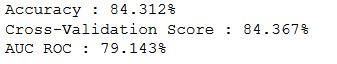 Accuracy : 84.312%
Cross-Validation Score : 84.367%
AUC ROC : 79.143%